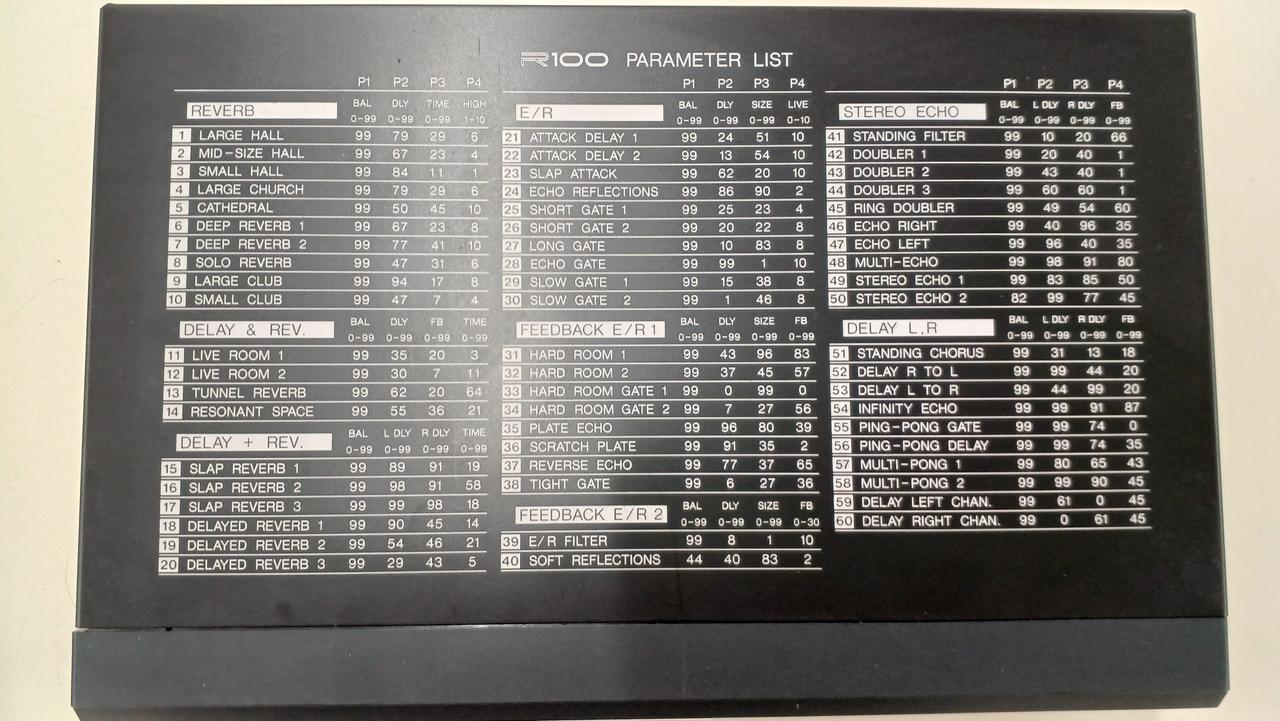 R100 PARAMETER LIST
P1 P2 P3 P4
REVERB BAL DLY TIME HIGH
0-99 0-99 0-99 1-10
1 LARGE HALL 99 79 29 6
2 MID-SIZE HALL 99 67 23 4
3 SMALL HALL 99 84 11 1
4 LARGE CHURCH 99 79 29 6
5 CATHEDRAL 99 50 45 10
6 DEEP REVERB 1 99 67 23 8
7 DEEP REVERB 2 99 77 41 10
8 SOLO REVERB 99 47 31 6
9 LARGE CLUB 99 94 17 8
10 SMALL CLUB 99 47 7 4
DELAY & REV. BAL DLY FB TIME
0-99 0-99 0-99 0-99
11 LIVE ROOM 1 99 35 20 3
12 LIVE ROOM 2 99 30 7 11
13 TUNNEL REVERB 99 62 20 64
14 RESONANT SPACE 99 55 36 21
DELAY + REV. BAL L DLY R DLY TIME
0-99 0-99 0-99 0-99
15 SLAP REVERB 1 99 89 91 19
16 SLAP REVERB 2 99 98 91 58
17 SLAP REVERB 3 99 99 98 18
18 DELAYED REVERB 1 99 90 45 14
19 DELAYED REVERB 2 99 54 46 21
20 DELAYED REVERB 3 99 29 43 5
P1 P2 P3 P4
E/R BAL DLY SIZE LIVE
0-99 0-99 0-99 0-10
21 ATTACK DELAY 1 99 24 51 10
22 ATTACK DELAY 2 99 13 54 10
23 SLAP ATTACK 99 62 20 10
24 ECHO REFLECTIONS 99 86 90 2
25 SHORT GATE 1 99 25 23 4
26 SHORT GATE 2 99 20 22 8
27 LONG GATE 99 10 83 8
28 ECHO GATE 99 99 1 10
29 SLOW GATE 1 99 15 38 8
30 SLOW GATE 2 99 1 46 8
FEEDBACK E/R 1 BAL DLY SIZE FB
0-99 0-99 0-99 0-99
31 HARD ROOM 1 99 43 96 83
32 HARD ROOM 2 99 37 45 57
33 HARD ROOM GATE 1 99 0 99 0
34 HARD ROOM GATE 2 99 7 27 56
35 PLATE ECHO 99 96 80 39
36 SCRATCH PLATE 99 91 35 2
37 REVERSE ECHO 99 77 37 65
38 TIGHT GATE 99 6 27 36
FEEDBACK E/R 2 BAL DLY SIZE FB
0-99 0-99 0-99 0-30
39 E/R FILTER 99 8 1 10
40 SOFT REFLECTIONS 44 40 83 2
P1 P2 P3 P4
STEREO ECHO BAL L DLY R DLY FB
0-99 0-99 0-99 0-99
41 STANDING FILTER 99 10 20 66
42 DOUBLER 1 99 20 40 1
43 DOUBLER 2 99 43 40 1
44 DOUBLER 3 99 60 60 1
45 RING DOUBLER 99 49 54 60
46 ECHO RIGHT 99 40 96 35
47 ECHO LEFT 99 96 40 35
48 MULTI-ECHO 99 98 91 80
49 STEREO ECHO 1 99 83 85 50
50 STEREO ECHO 2 82 99 77 45
DELAY L,R BAL L DLY R DLY FB
0-99 0-99 0-99 0-99
51 STANDING CHORUS 99 31 13 18
52 DELAY R TO L 99 99 44 20
53 DELAY L TO R 99 44 99 20
54 INFINITY ECHO 99 99 91 87
55 PING-PONG GATE 99 99 74 0
56 PING-PONG DELAY 99 99 74 35
57 MULTI-PONG 1 99 80 65 43
58 MULTI-PONG 2 99 99 90 45
59 DELAY LEFT CHAN. 99 61 0 45
60 DELAY RIGHT CHAN. 99 0 61 45